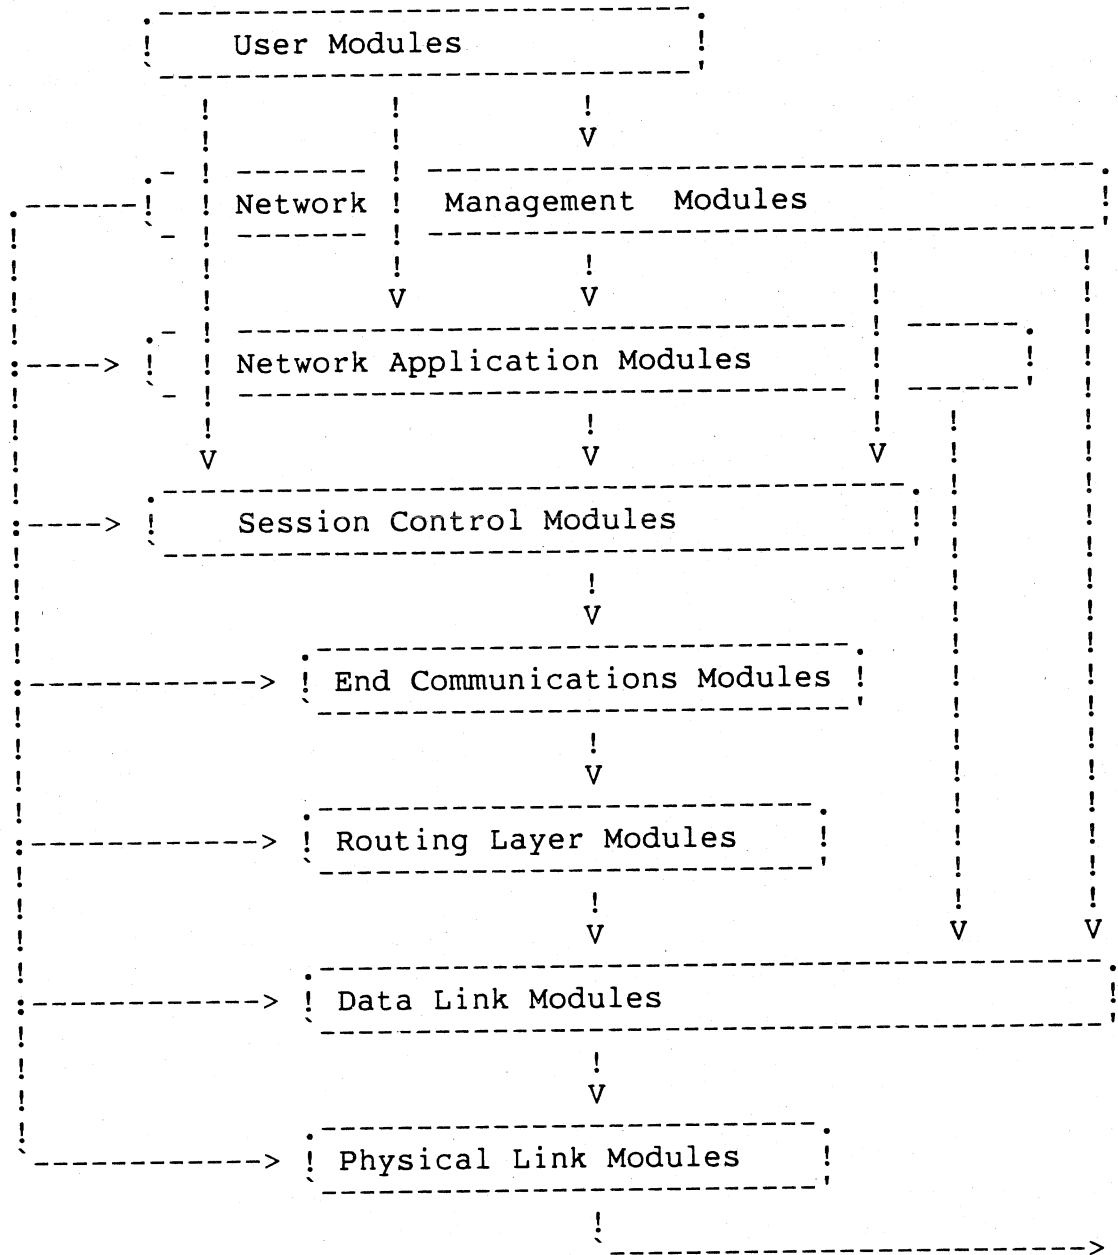 User Modules
Network Management Modules
Network Application Modules
Session Control Modules
End Communications Modules
Routing Layer Modules
Data Link Modules
Physical Link Modules